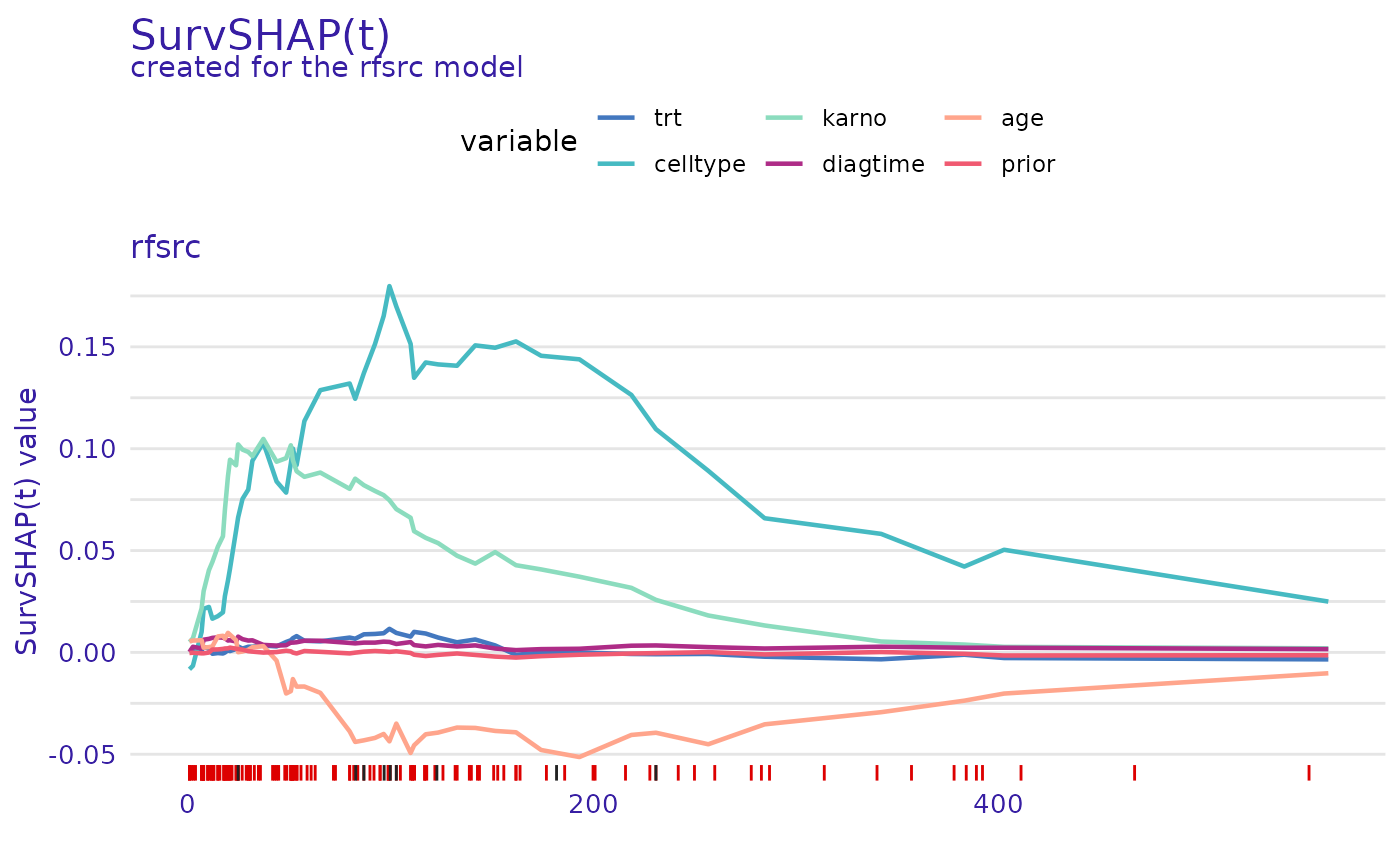 SurvSHAP(t)
created for the rfsrc model
variable
trt
karno
age
celltype
diagtime
prior
rfsrc
SurvSHAP(t) value
0.15
0.10
0.05
0.00
-0.05
0
200
400